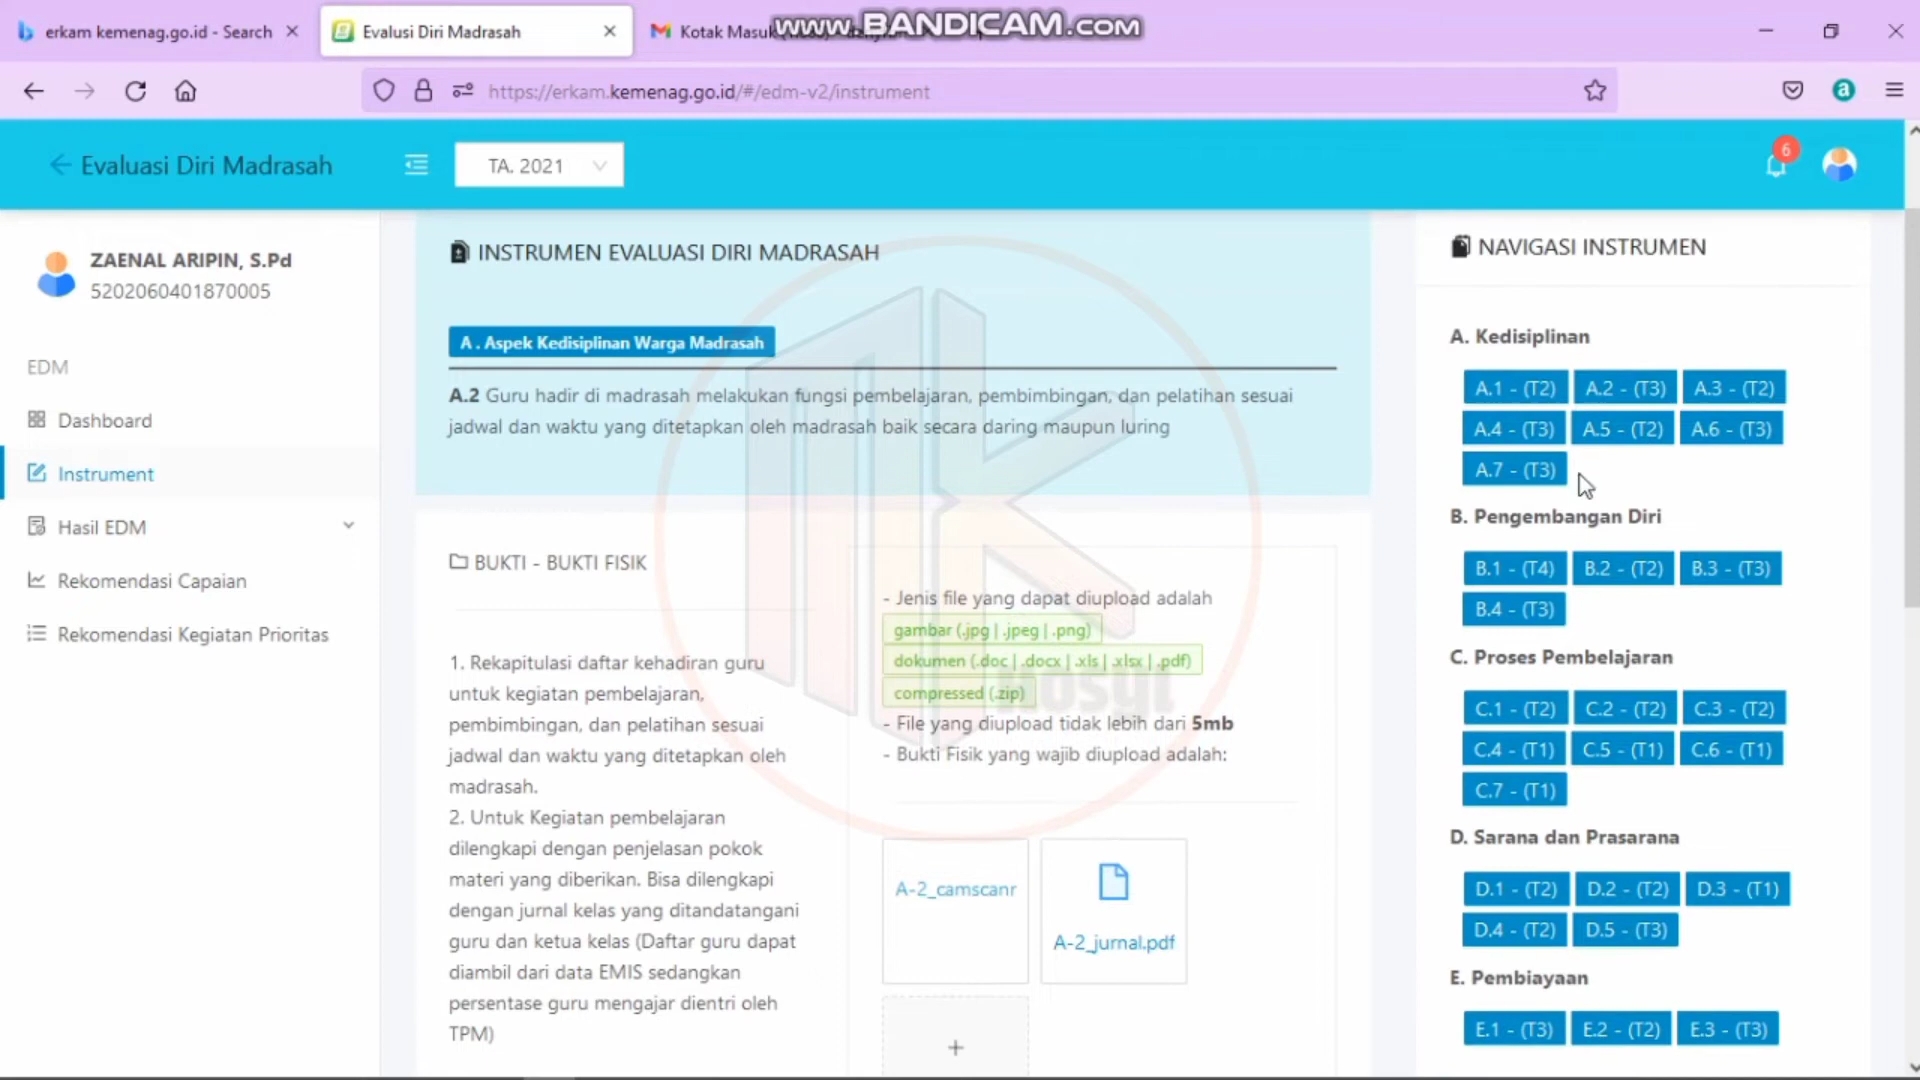 erkam kemenag.go.id - Search
Evalusi Diri Madrasah
Kotak Masuk
www.BANDICAM.com
https://erkam.kemenag.go.id/#/edm-v2/instrument
Evaluasi Diri Madrasah
TA. 2021
6
ZAENAL ARIPIN, S.Pd
5202060401870005
EDM
Dashboard
Instrument
Hasil EDM
Rekomendasi Capaian
Rekomendasi Kegiatan Prioritas
INSTRUMEN EVALUASI DIRI MADRASAH
A . Aspek Kedisiplinan Warga Madrasah
A.2 Guru hadir di madrasah melakukan fungsi pembelajaran, pembimbingan, dan pelatihan sesuai
jadwal dan waktu yang ditetapkan oleh madrasah baik secara daring maupun luring
BUKTI - BUKTI FISIK
1. Rekapitulasi daftar kehadiran guru
untuk kegiatan pembelajaran,
pembimbingan, dan pelatihan sesuai
jadwal dan waktu yang ditetapkan oleh
madrasah.
2. Untuk Kegiatan pembelajaran
dilengkapi dengan penjelasan pokok
materi yang diberikan. Bisa dilengkapi
dengan jurnal kelas yang ditandatangani
guru dan ketua kelas (Daftar guru dapat
diambil dari data EMIS sedangkan
persentase guru mengajar dientri oleh
TPM)
- Jenis file yang dapat diupload adalah
gambar (.jpg | .jpeg | .png)
dokumen (.doc | .docx | .xls | .xlsx | .pdf)
compressed (.zip)
- File yang diupload tidak lebih dari 5mb
- Bukti Fisik yang wajib diupload adalah:
A-2_camscanr
A-2_jurnal.pdf
+
NAVIGASI INSTRUMEN
A. Kedisiplinan
A.1 - (T2) A.2 - (T3) A.3 - (T2)
A.4 - (T3) A.5 - (T2) A.6 - (T3)
A.7 - (T3)
B. Pengembangan Diri
B.1 - (T4) B.2 - (T2) B.3 - (T3)
B.4 - (T3)
C. Proses Pembelajaran
C.1 - (T2) C.2 - (T2) C.3 - (T2)
C.4 - (T1) C.5 - (T1) C.6 - (T1)
C.7 - (T1)
D. Sarana dan Prasarana
D.1 - (T2) D.2 - (T2) D.3 - (T1)
D.4 - (T2) D.5 - (T3)
E. Pembiayaan
E.1 - (T3) E.2 - (T2) E.3 - (T3)